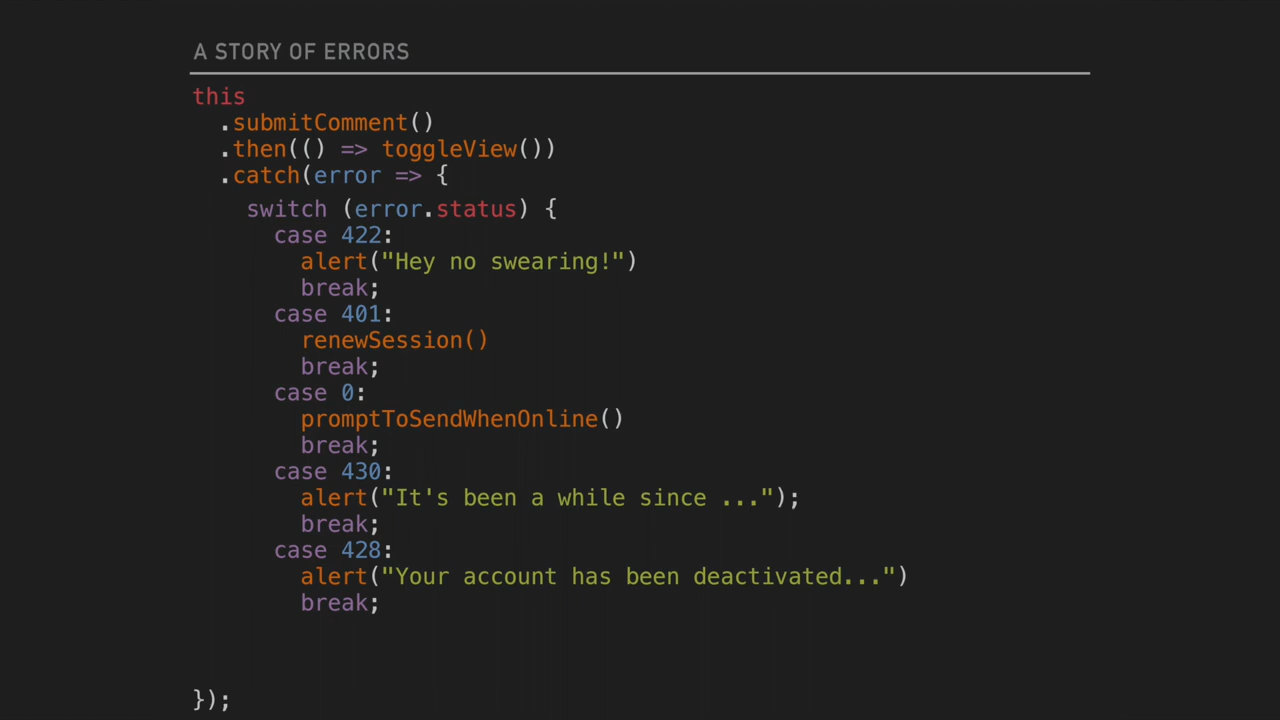 A STORY OF ERRORS
this
  .submitComment()
  .then(() => toggleView())
  .catch(error => {
    switch (error.status) {
      case 422:
        alert("Hey no swearing!")
        break;
      case 401:
        renewSession()
        break;
      case 0:
        promptToSendWhenOnline()
        break;
      case 430:
        alert("It's been a while since ...");
        break;
      case 428:
        alert("Your account has been deactivated...")
        break;
});